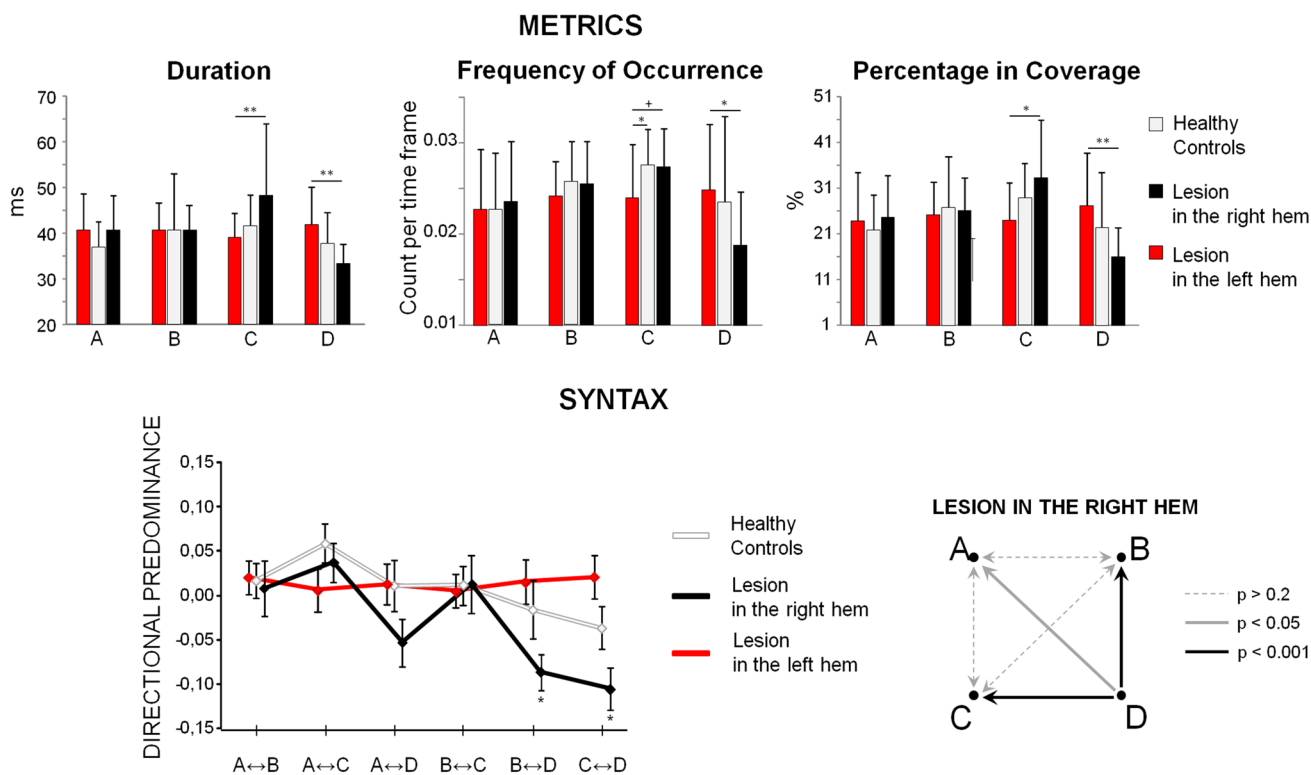 METRICS
Duration
Frequency of Occurrence
Percentage in Coverage
ms
70
60
50
40
30
20
**
**
A
B
C
D
Count per time frame
0.03
0.02
0.01
+
*
*
A
B
C
D
%
51
41
31
21
11
1
*
**
A
B
C
D
Healthy
Controls
Lesion
in the right hem
Lesion
in the left hem
SYNTAX
DIRECTIONAL PREDOMINANCE
0,15
0,10
0,05
0,00
-0,05
-0,10
-0,15
*
*
A↔B
A↔C
A↔D
B↔C
B↔D
C↔D
Healthy
Controls
Lesion
in the right hem
Lesion
in the left hem
LESION IN THE RIGHT HEM
A
B
C
D
p > 0.2
p < 0.05
p < 0.001